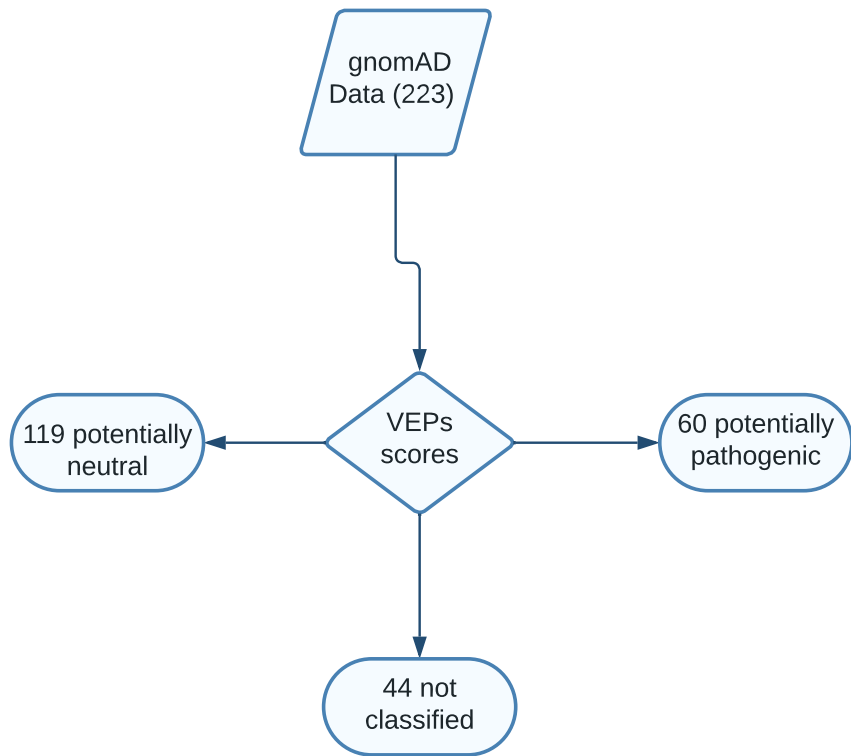 gnomAD
Data (223)
VEPs
scores
119 potentially
neutral
60 potentially
pathogenic
44 not
classified